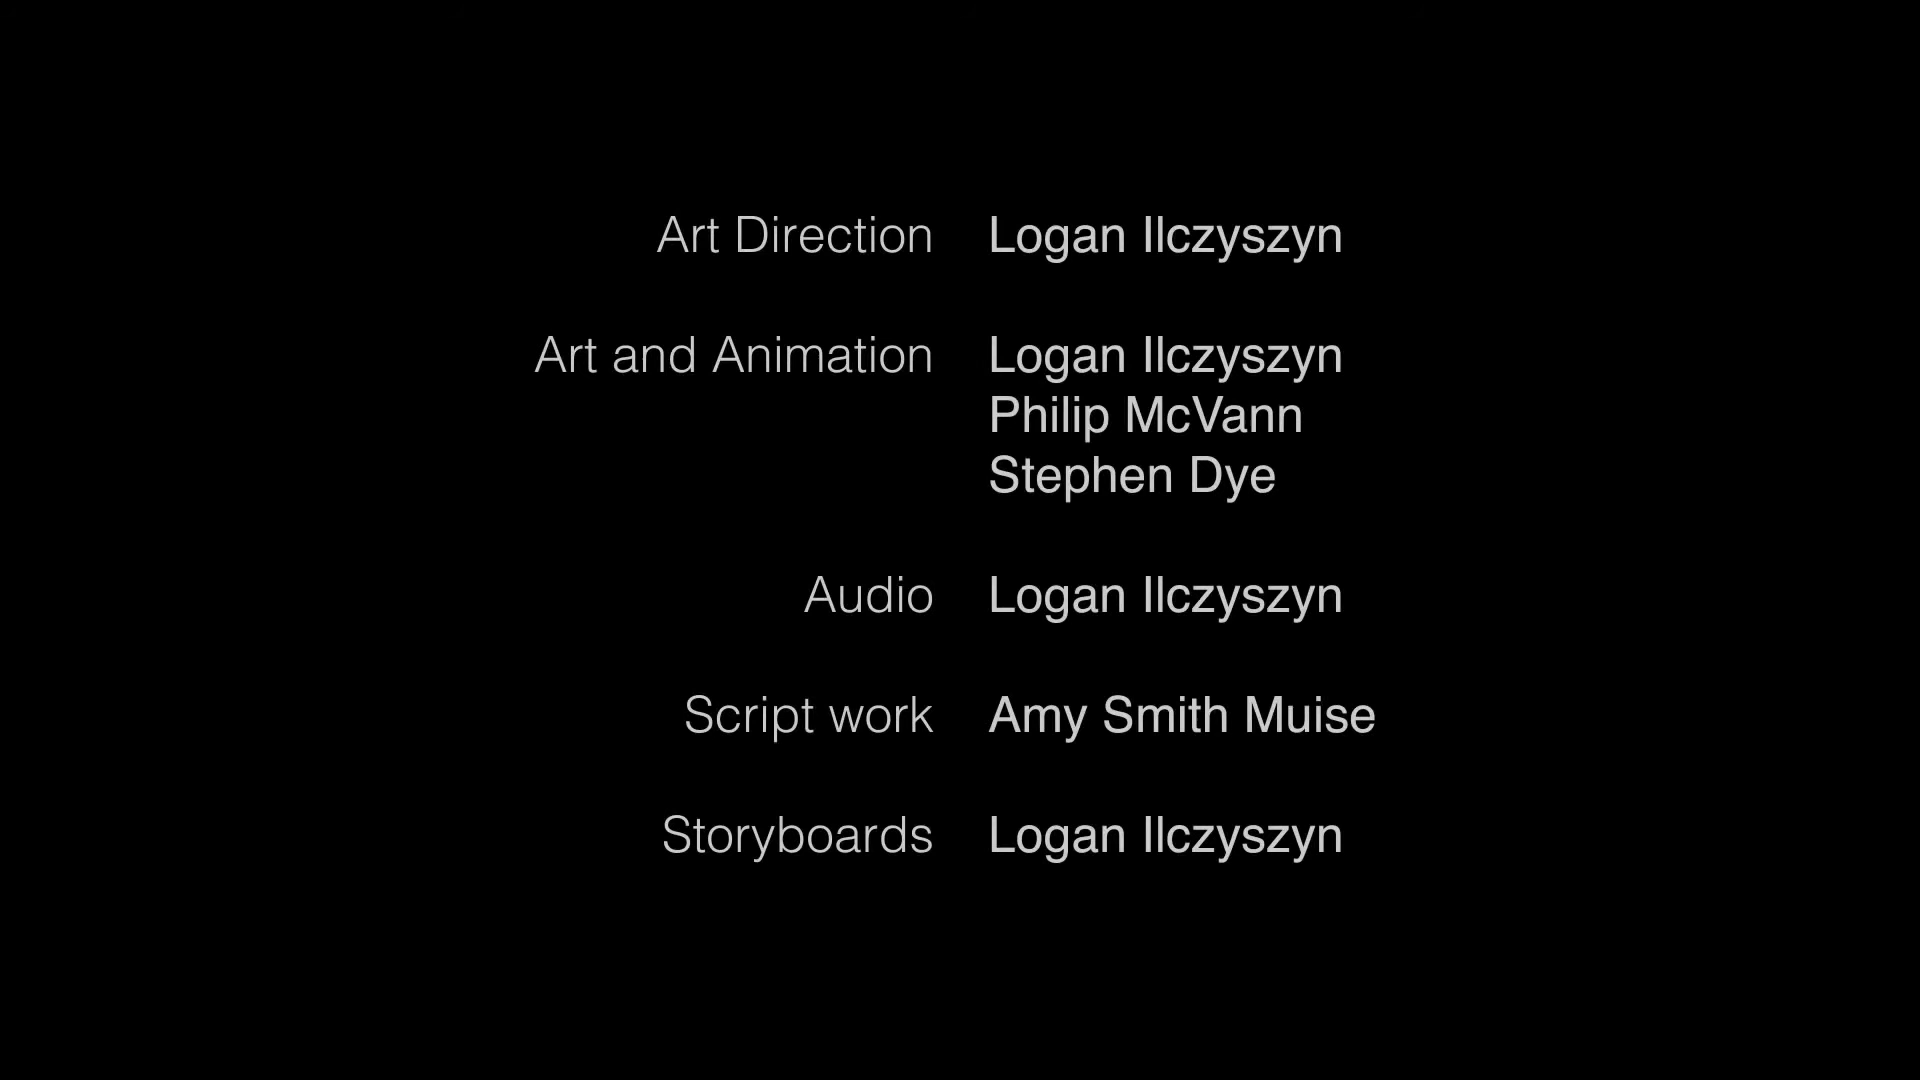 Art Direction Logan Ilczyszyn
Art and Animation Logan Ilczyszyn
Philip McVann
Stephen Dye
Audio Logan Ilczyszyn
Script work Amy Smith Muise
Storyboards Logan Ilczyszyn